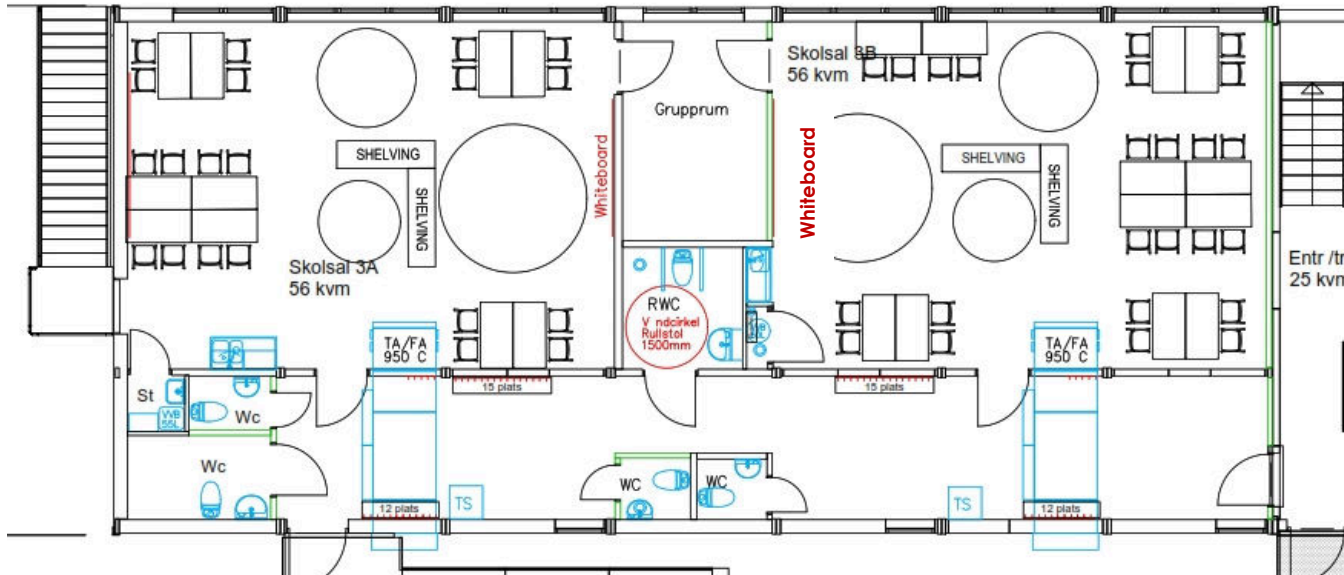 Skolsal 3B
56 kvm
Grupprum
SHELVING
SHELVING
Whiteboard
Whiteboard
SHELVING
SHELVING
Skolsal 3A
56 kvm
Entr /tr
25 kvm
RWC
V ndcirkel
Rullstol
1500mm
TA/FA
950 C
TA/FA
950 C
15 plats
15 plats
St
VVB
55L
Wc
Wc
WC
WC
TS
TS
12 plats
12 plats